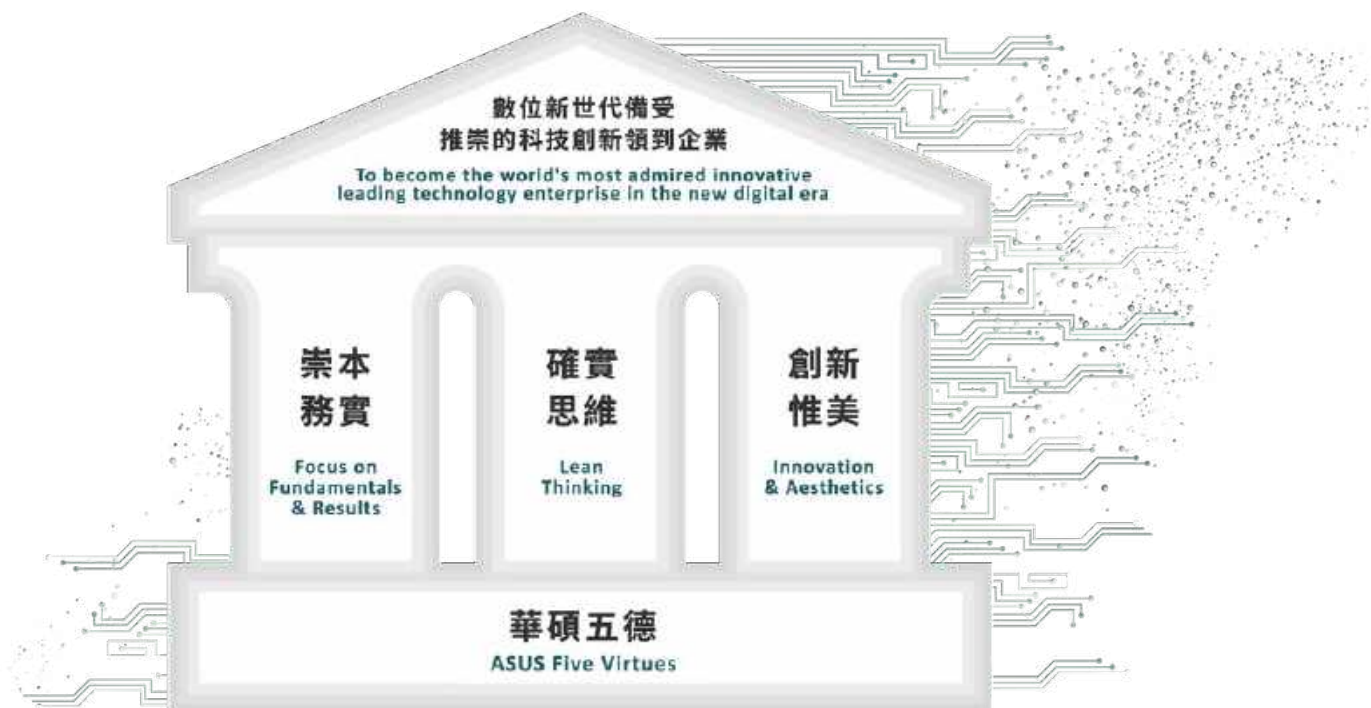 數位新世代備受
推崇的科技創新領到企業
To become the world's most admired innovative
leading technology enterprise in the new digital era
崇本
務實
Focus on
Fundamentals
& Results
確實
思維
Lean
Thinking
創新
惟美
Innovation
& Aesthetics
華碩五德
ASUS Five Virtues